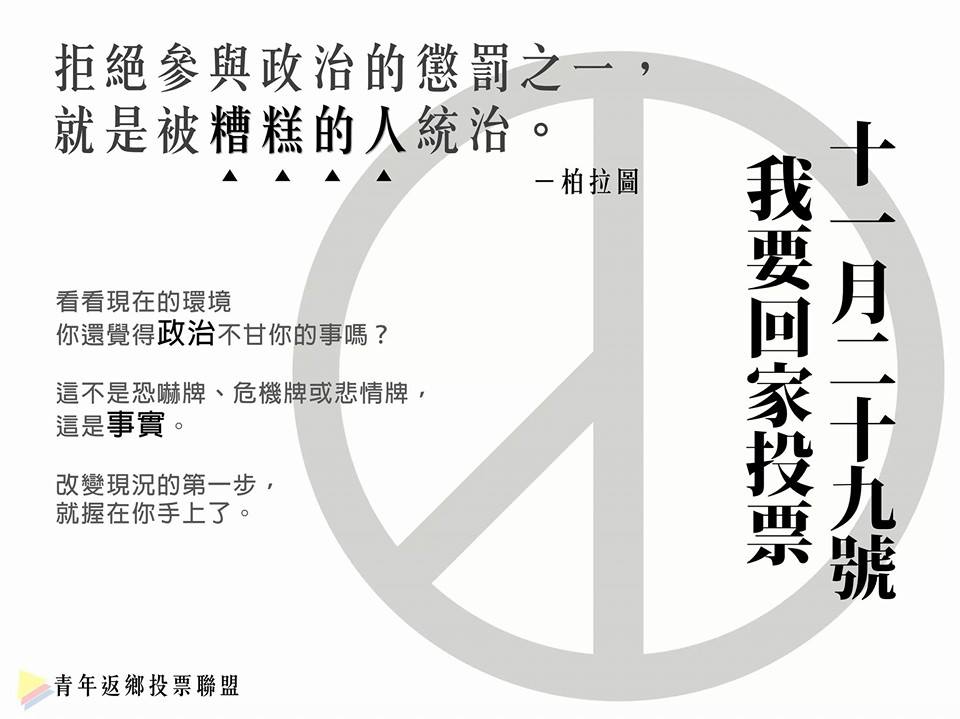 拒絕參與政治的懲罰之一，
就是被糟糕的人統治。
▲ ▲ ▲ ▲
－柏拉圖
十一月二十九號
我要回家投票
看看現在的環境
你還覺得政治不甘你的事嗎？
這不是恐嚇牌、危機牌或悲情牌，
這是事實。
改變現況的第一步，
就握在你手上了。
青年返鄉投票聯盟